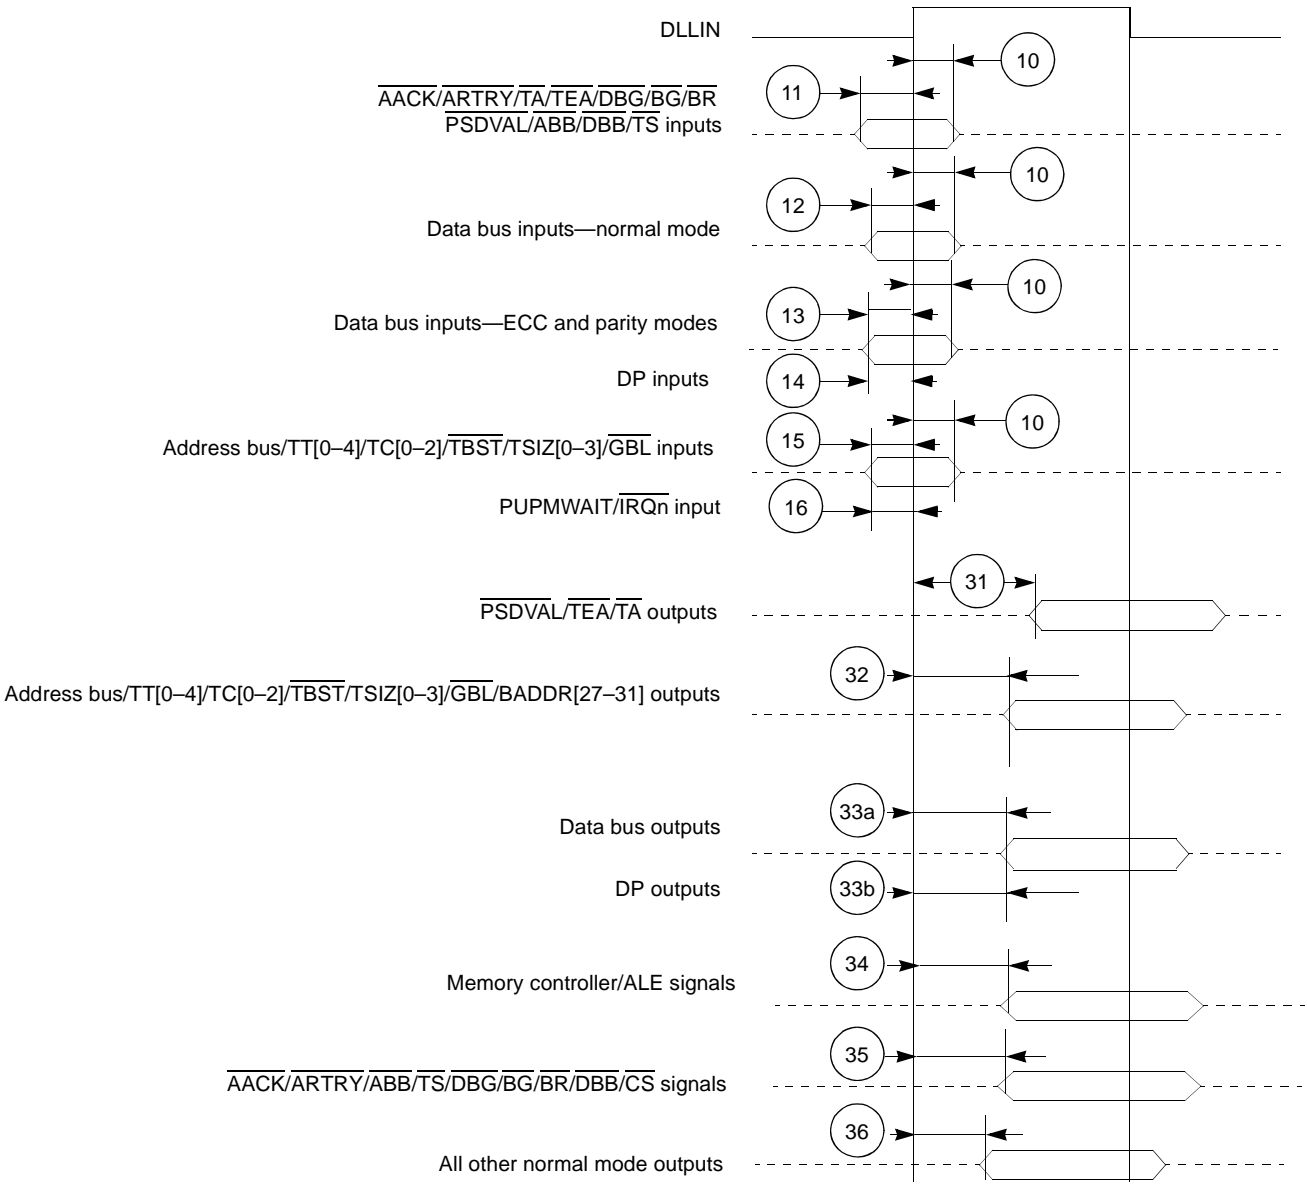 DLLIN
10
11
AACK/ARTRY/TA/TEA/DBG/BG/BR
PSDVAL/ABB/DBB/TS inputs
10
12
Data bus inputs—normal mode
10
13
Data bus inputs—ECC and parity modes
DP inputs
14
10
15
Address bus/TT[0–4]/TC[0–2]/TBST/TSIZ[0–3]/GBL inputs
PUPMWAIT/IRQn input
16
31
PSDVAL/TEA/TA outputs
32
Address bus/TT[0–4]/TC[0–2]/TBST/TSIZ[0–3]/GBL/BADDR[27–31] outputs
33a
Data bus outputs
DP outputs
33b
34
Memory controller/ALE signals
35
AACK/ARTRY/ABB/TS/DBG/BG/BR/DBB/CS signals
36
All other normal mode outputs